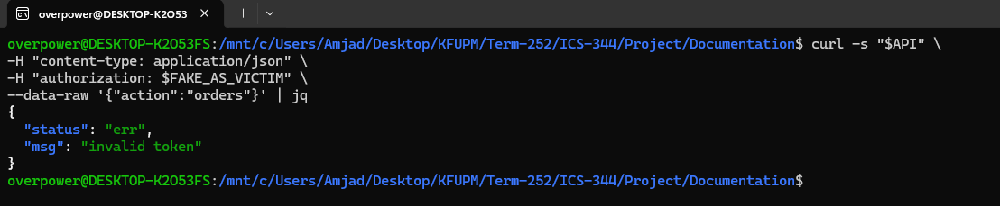 overpower@DESKTOP-K2O53
overpower@DESKTOP-K2O53FS:/mnt/c/Users/Amjad/Desktop/KFUPM/Term-252/ICS-344/Project/Documentation$ curl -s "$API" \
-H "content-type: application/json" \
-H "authorization: $FAKE_AS_VICTIM" \
--data-raw '{"action":"orders"}' | jq
{
  "status": "err",
  "msg": "invalid token"
}
overpower@DESKTOP-K2O53FS:/mnt/c/Users/Amjad/Desktop/KFUPM/Term-252/ICS-344/Project/Documentation$